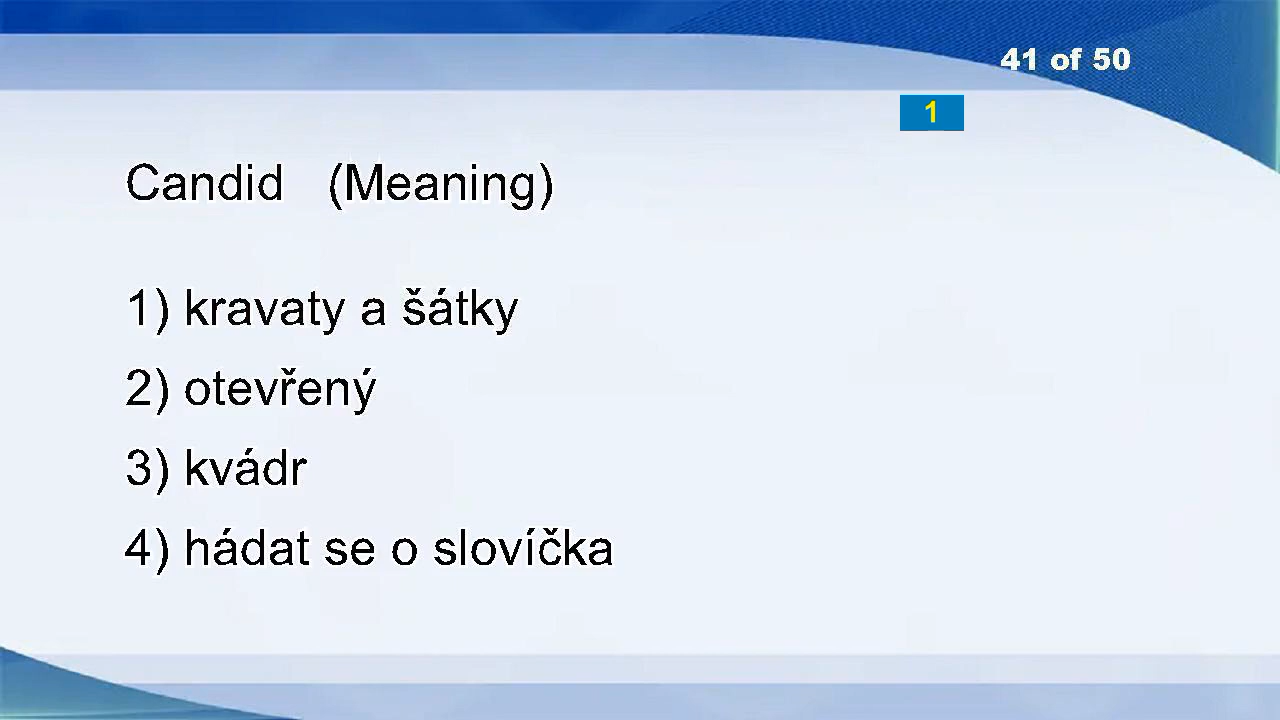 41 of 50
1
Candid (Meaning)
1) kravaty a šátky
2) otevřený
3) kvádr
4) hádat se o slovíčka